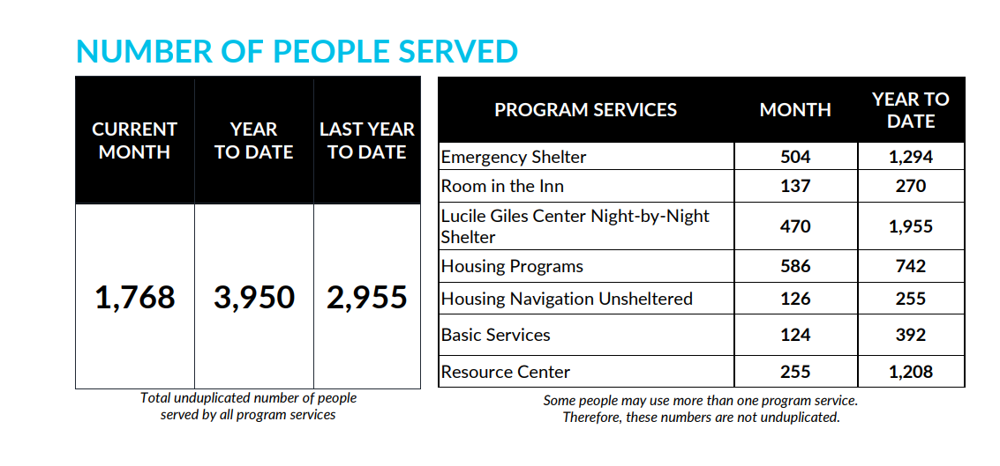 NUMBER OF PEOPLE SERVED
CURRENT MONTH
YEAR TO DATE
LAST YEAR TO DATE
1,768
3,950
2,955
Total unduplicated number of people
served by all program services
PROGRAM SERVICES MONTH YEAR TO DATE
Emergency Shelter 504 1,294
Room in the Inn 137 270
Lucile Giles Center Night-by-Night
Shelter 470 1,955
Housing Programs 586 742
Housing Navigation Unsheltered 126 255
Basic Services 124 392
Resource Center 255 1,208
Some people may use more than one program service.
Therefore, these numbers are not unduplicated.